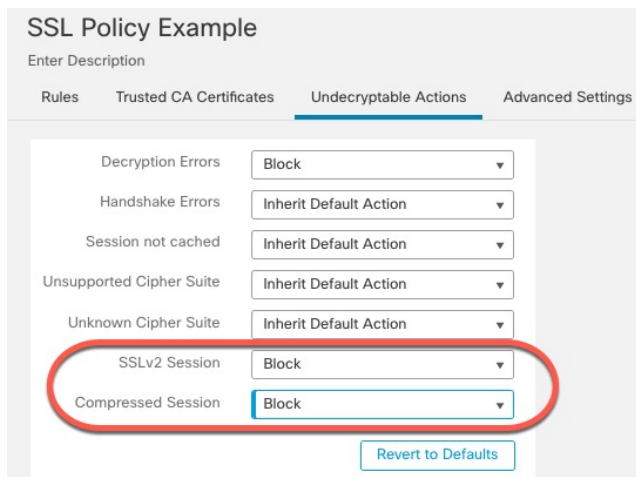 SSL Policy Example
Enter Description
Rules Trusted CA Certificates Undecryptable Actions Advanced Settings
Decryption Errors Block
Handshake Errors Inherit Default Action
Session not cached Inherit Default Action
Unsupported Cipher Suite Inherit Default Action
Unknown Cipher Suite Inherit Default Action
SSLv2 Session Block
Compressed Session Block
Revert to Defaults